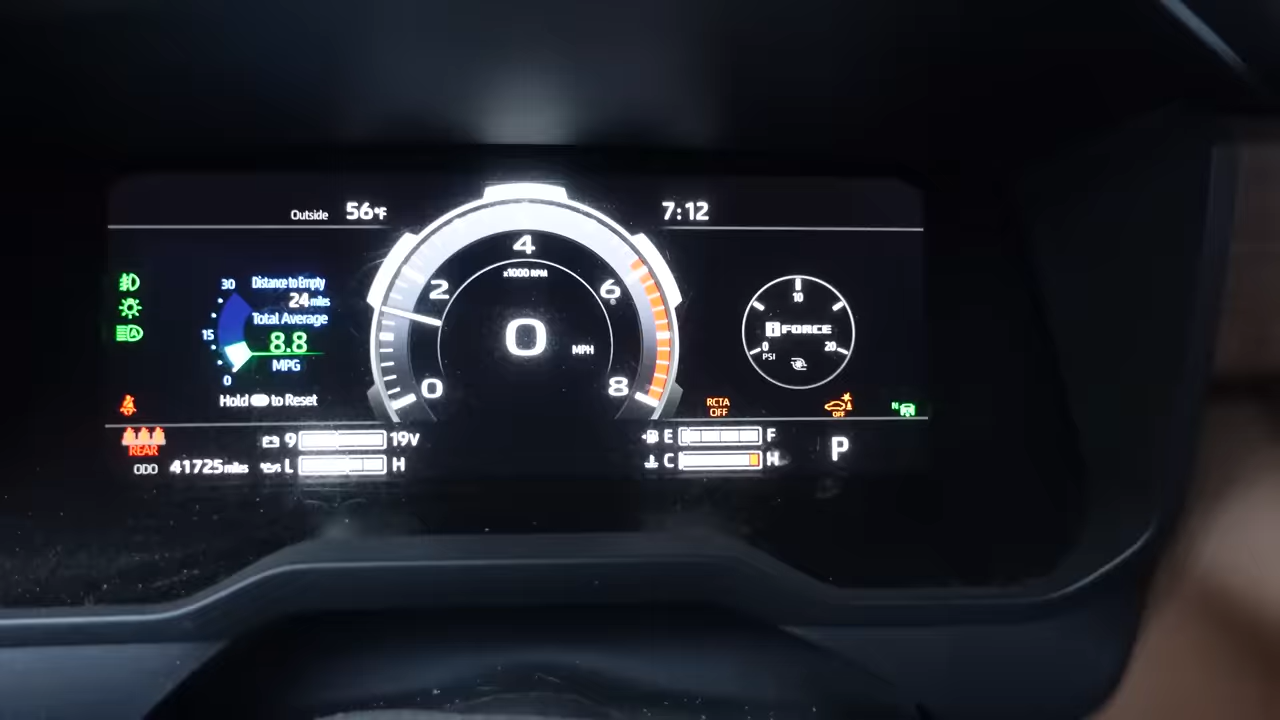 Outside 56°F
7:12
4
x1000 RPM
2
6
0
MPH
0
8
30
15
0
Distance to Empty
24 miles
Total Average
8.8
MPG
Hold to Reset
10
iFORCE
0
20
PSI
RCTA
OFF
OFF
N
REAR
9
19V
E
F
P
ODO 41725 miles
L
H
C
H